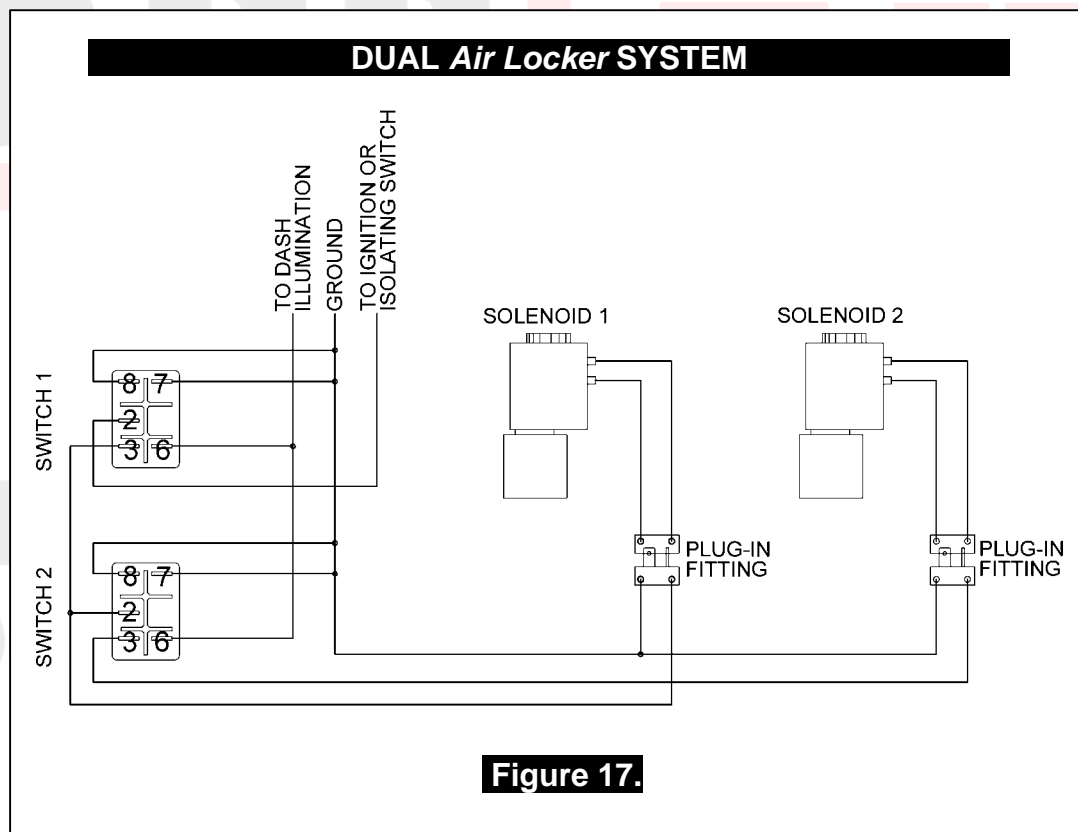 DUAL Air Locker SYSTEM
TO DASH
ILLUMINATION
GROUND
TO IGNITION OR
ISOLATING SWITCH
SOLENOID 1
SOLENOID 2
SWITCH 1
8 7
2
3 6
PLUG-IN
FITTING
PLUG-IN
FITTING
SWITCH 2
8 7
2
3 6
Figure 17.